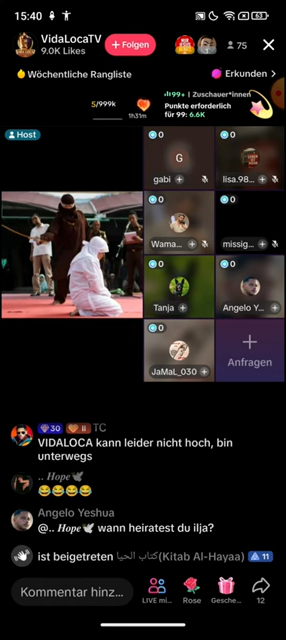 15:40
63
VidaLocaTV
9.0K Likes
+ Folgen
75
Wöchentliche Rangliste
Erkunden >
5/999k
1h31m
99+ | Zuschauer*innen
Punkte erforderlich
für 99: 6.6K
Host
0
0
G
gabi
lisa.98...
0
0
Wama...
missig...
0
0
Tanja
Angelo Y...
0
JaMaL_030
Anfragen
30 II TC
VIDALOCA kann leider nicht hoch, bin
unterwegs
.. Hope🕊
😂😂😂😂
Angelo Yeshua
@.. Hope🕊 wann heiratest du ilja?
ist beigetreten كتاب الحيا(Kitab Al-Hayaa) 11
Kommentar hinz...
LIVE mi...
Rose
Gesche...
12